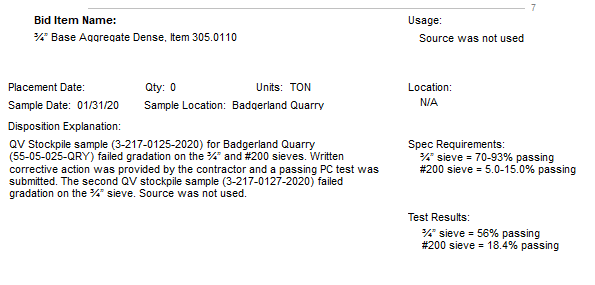 7
Bid Item Name:
Usage:
¾" Base Aggregate Dense, Item 305.0110
Source was not used
Placement Date:
Qty: 0
Units: TON
Location:
Sample Date: 01/31/20
Sample Location: Badgerland Quarry
N/A
Disposition Explanation:
QV Stockpile sample (3-217-0125-2020) for Badgerland Quarry
(55-05-025-QRY) failed gradation on the ¾" and #200 sieves. Written
corrective action was provided by the contractor and a passing PC test was
submitted. The second QV stockpile sample (3-217-0127-2020) failed
gradation on the ¾" sieve. Source was not used.
Spec Requirements:
¾" sieve = 70-93% passing
#200 sieve = 5.0-15.0% passing
Test Results:
¾" sieve = 56% passing
#200 sieve = 18.4% passing